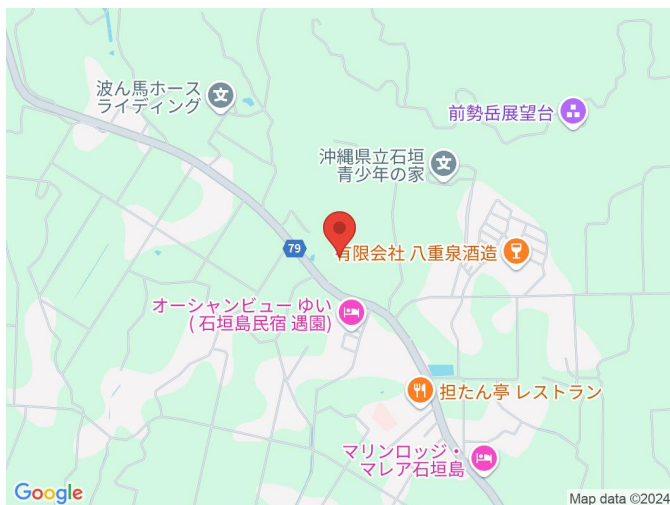 波ん馬ホース
ライディング
前勢岳展望台
沖縄県立石垣
青少年の家
79
有限会社 八重泉酒造
オーシャンビュー ゆい
( 石垣島民宿 遇園)
担たん亭 レストラン
マリンロッジ・
マレア石垣島
Google
Map data ©2024